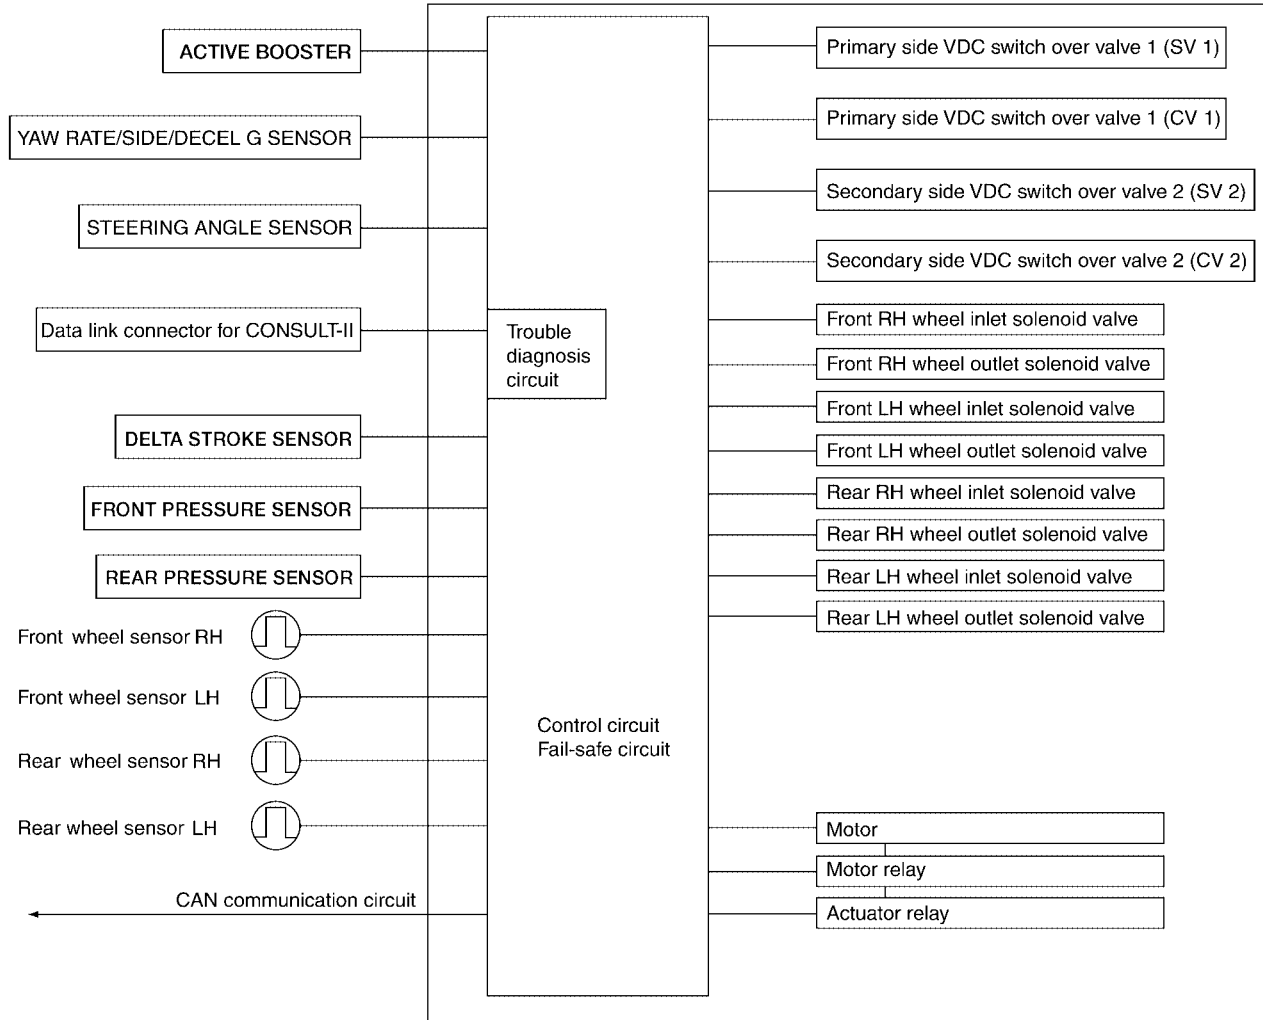 ACTIVE BOOSTER
YAW RATE/SIDE/DECEL G SENSOR
STEERING ANGLE SENSOR
Data link connector for CONSULT-II
DELTA STROKE SENSOR
FRONT PRESSURE SENSOR
REAR PRESSURE SENSOR
Front wheel sensor RH
Front wheel sensor LH
Rear wheel sensor RH
Rear wheel sensor LH
CAN communication circuit
Trouble
diagnosis
circuit
Control circuit
Fail-safe circuit
Primary side VDC switch over valve 1 (SV 1)
Primary side VDC switch over valve 1 (CV 1)
Secondary side VDC switch over valve 2 (SV 2)
Secondary side VDC switch over valve 2 (CV 2)
Front RH wheel inlet solenoid valve
Front RH wheel outlet solenoid valve
Front LH wheel inlet solenoid valve
Front LH wheel outlet solenoid valve
Rear RH wheel inlet solenoid valve
Rear RH wheel outlet solenoid valve
Rear LH wheel inlet solenoid valve
Rear LH wheel outlet solenoid valve
Motor
Motor relay
Actuator relay